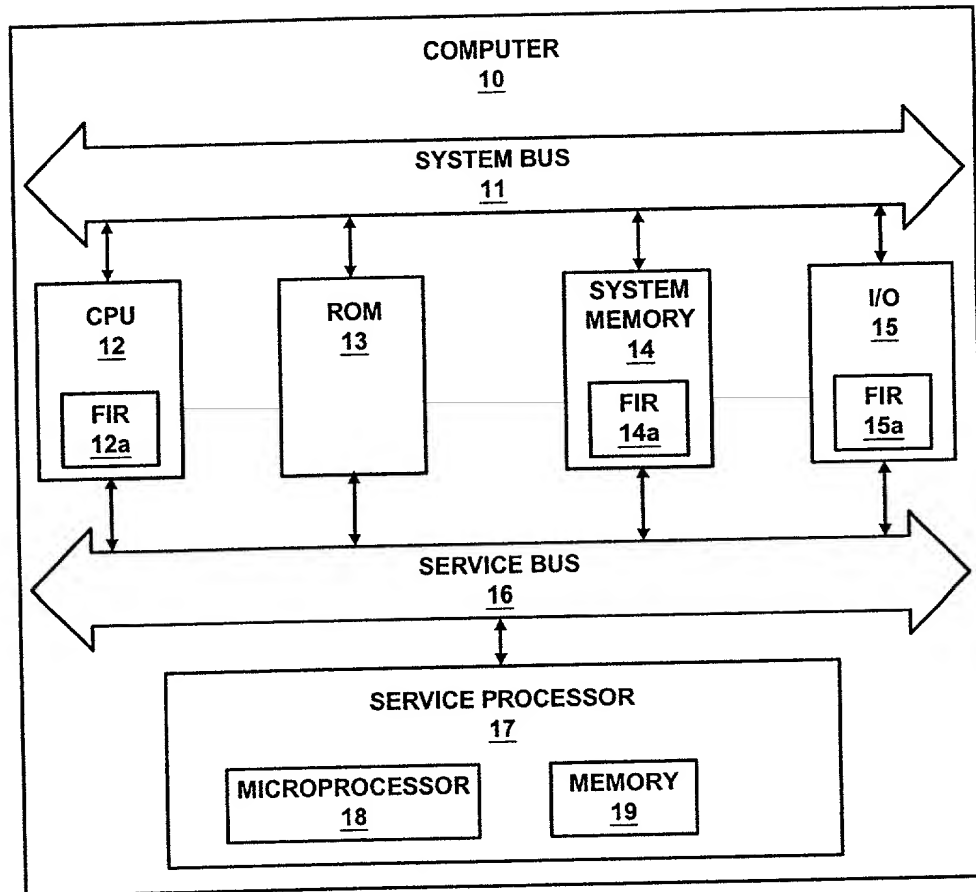 COMPUTER
10
SYSTEM BUS
11
CPU
12
FIR
12a
ROM
13
SYSTEM
MEMORY
14
FIR
14a
I/O
15
FIR
15a
SERVICE BUS
16
SERVICE PROCESSOR
17
MICROPROCESSOR
18
MEMORY
19